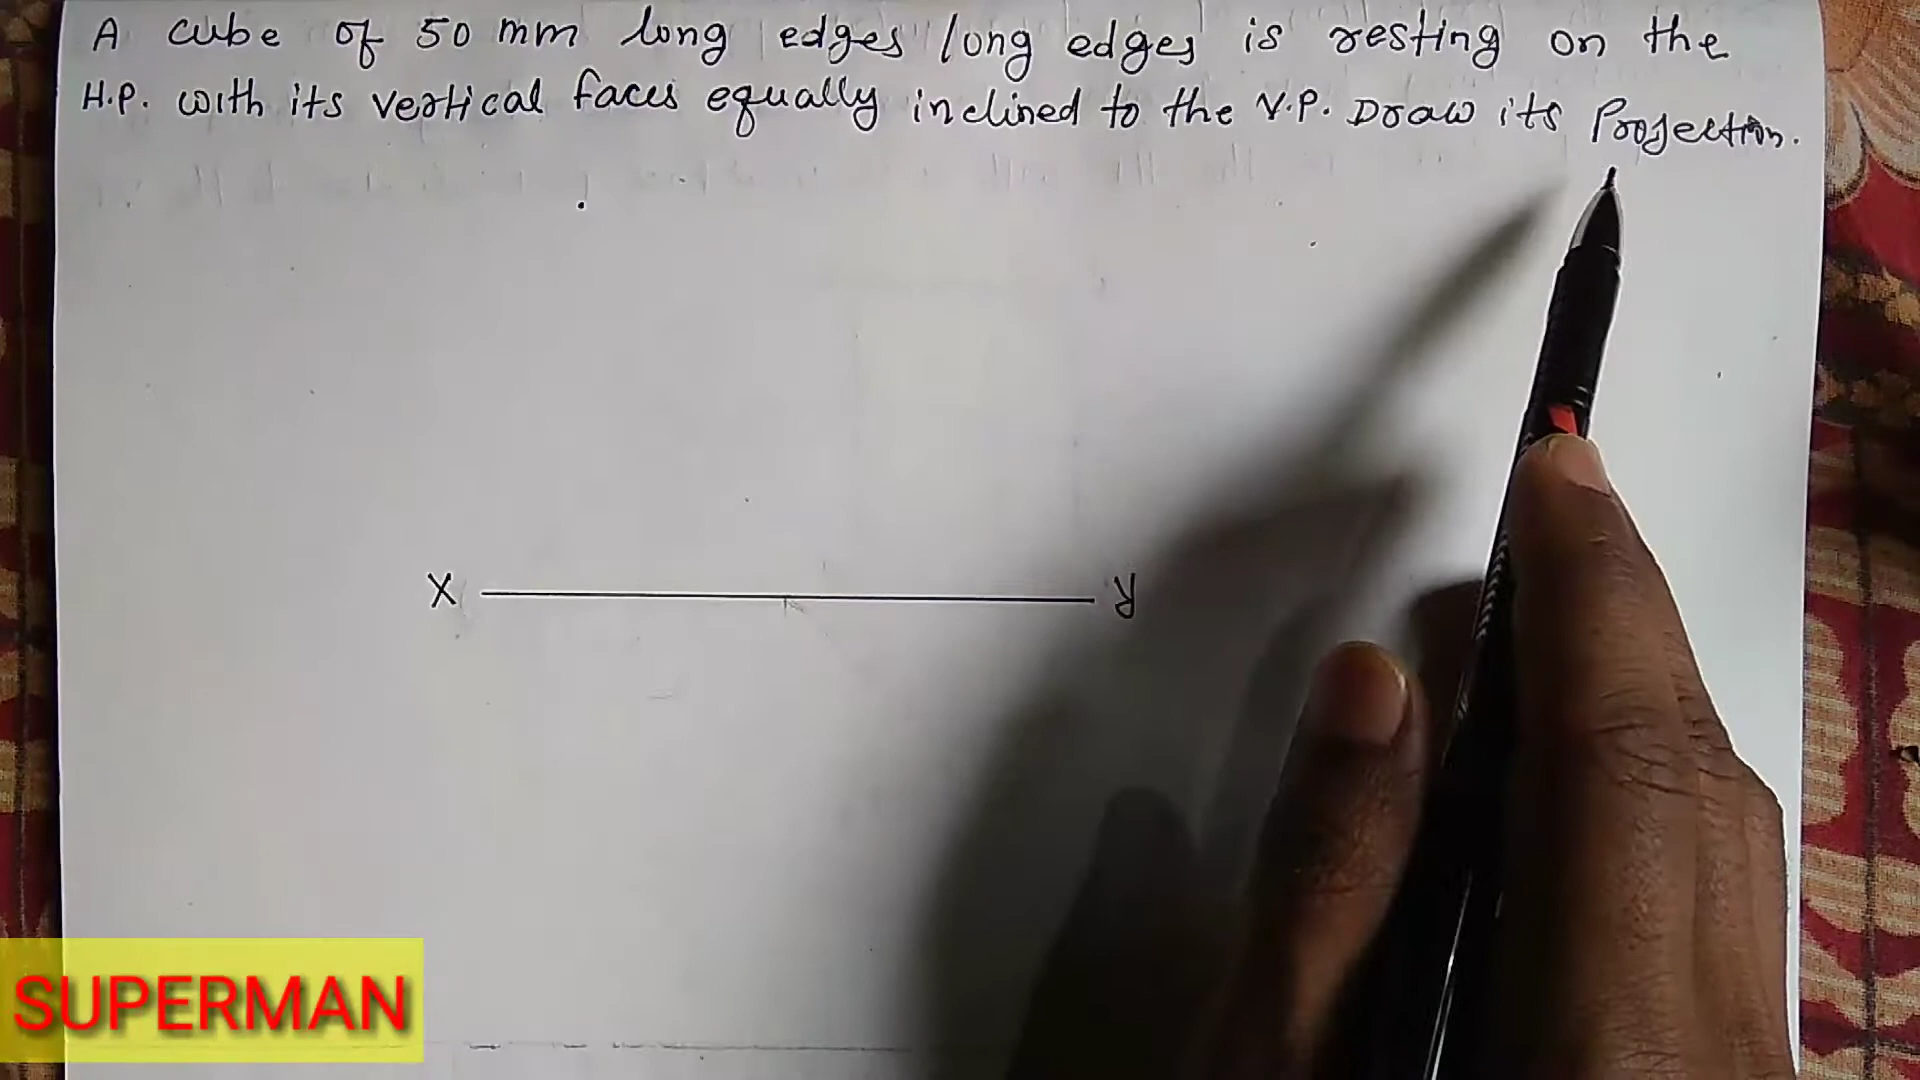 A cube of 50 mm long edges long edges is resting on the
H.P. with its vertical faces equally inclined to the V.P. Draw its Projection.
X y
SUPERMAN